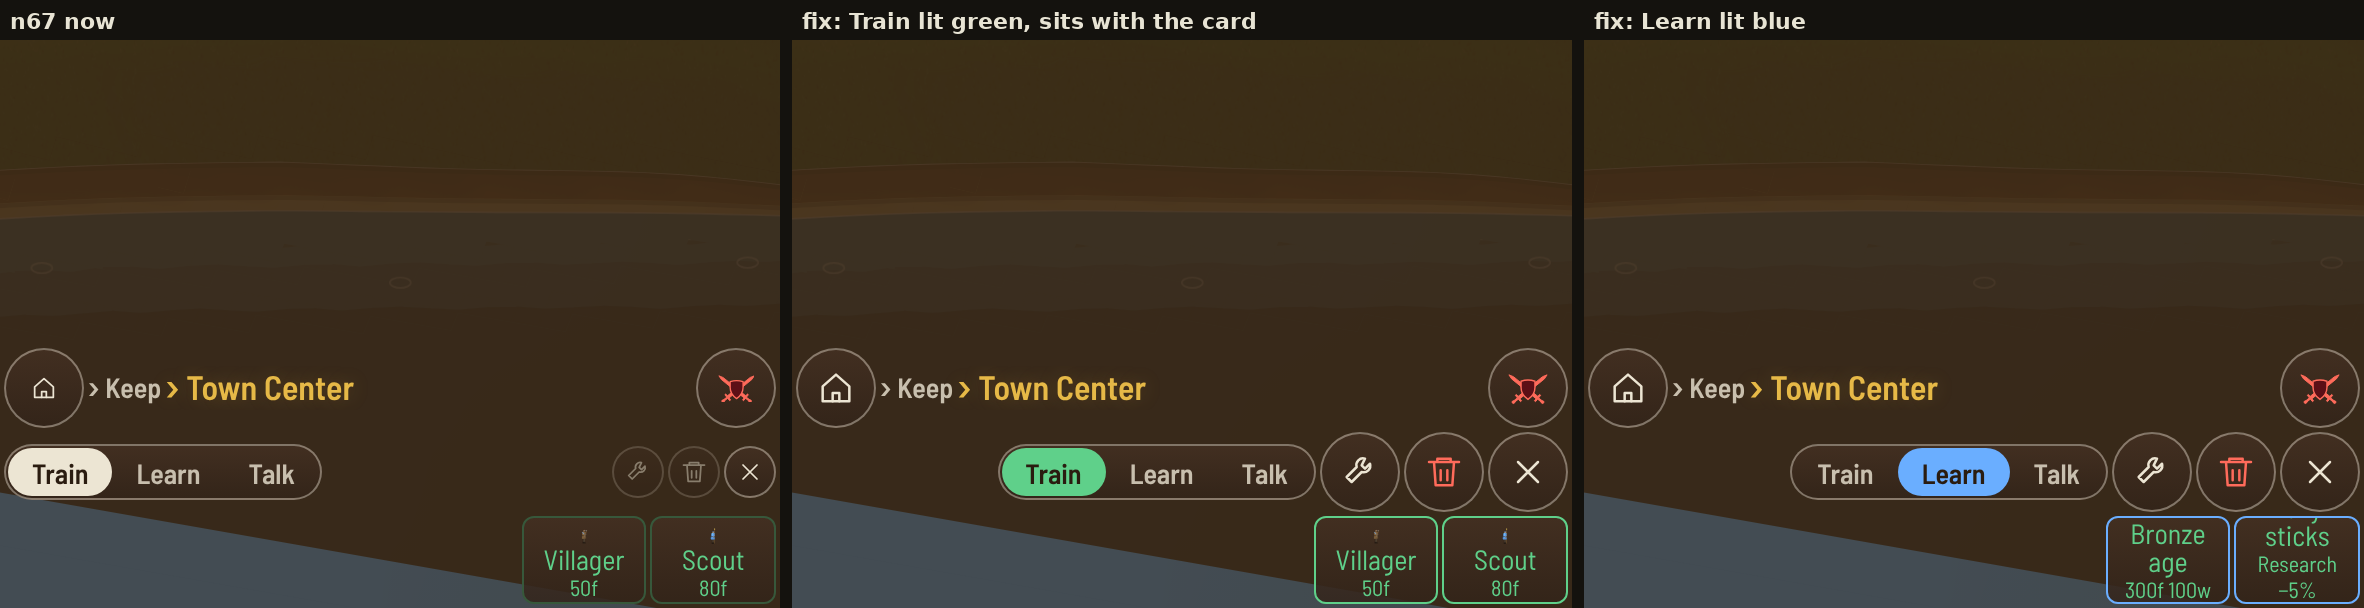 n67 now
› Keep › Town Center
Train Learn Talk
Villager
50f
Scout
80f
fix: Train lit green, sits with the card
› Keep › Town Center
Train Learn Talk
Villager
50f
Scout
80f
fix: Learn lit blue
› Keep › Town Center
Train Learn Talk
Bronze
age
300f 100w
sticks
Research
−5%